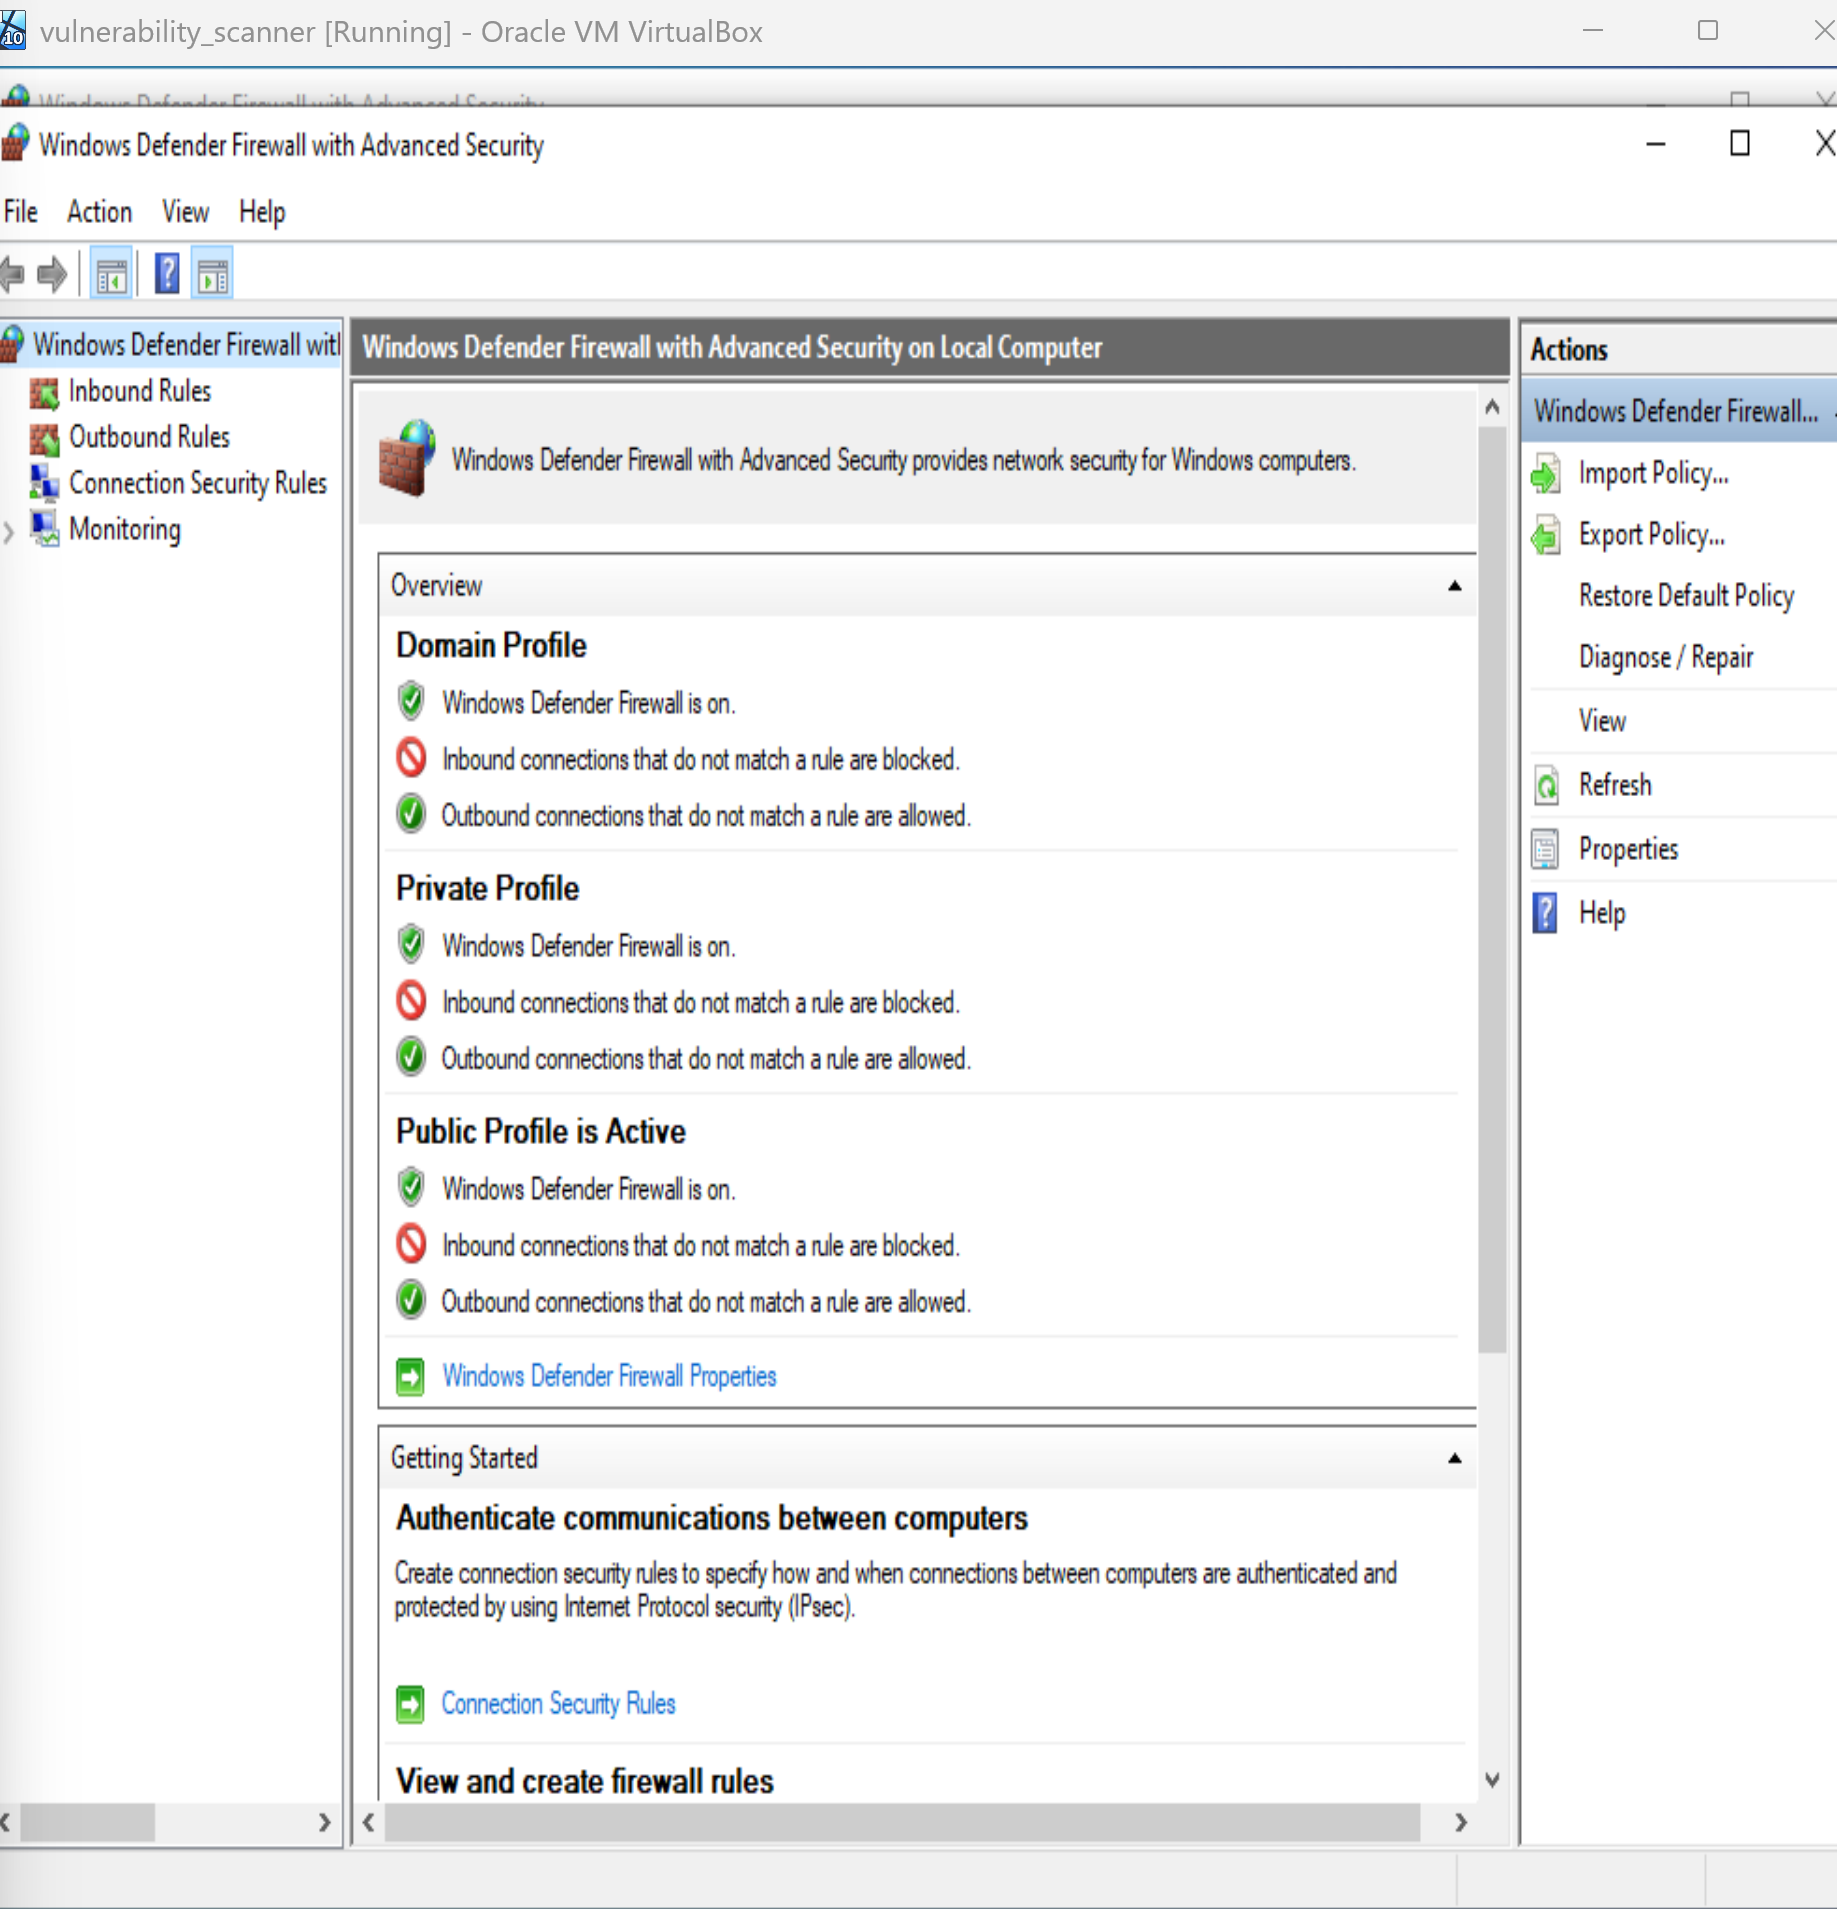 vulnerability_scanner [Running] - Oracle VM VirtualBox
Windows Defender Firewall with Advanced Security
Windows Defender Firewall with Advanced Security
File Action View Help
Windows Defender Firewall with
Inbound Rules
Outbound Rules
Connection Security Rules
Monitoring
Windows Defender Firewall with Advanced Security on Local Computer
Windows Defender Firewall with Advanced Security provides network security for Windows computers.
Overview
Domain Profile
Windows Defender Firewall is on.
Inbound connections that do not match a rule are blocked.
Outbound connections that do not match a rule are allowed.
Private Profile
Windows Defender Firewall is on.
Inbound connections that do not match a rule are blocked.
Outbound connections that do not match a rule are allowed.
Public Profile is Active
Windows Defender Firewall is on.
Inbound connections that do not match a rule are blocked.
Outbound connections that do not match a rule are allowed.
Windows Defender Firewall Properties
Getting Started
Authenticate communications between computers
Create connection security rules to specify how and when connections between computers are authenticated and
protected by using Internet Protocol security (IPsec).
Connection Security Rules
View and create firewall rules
Actions
Windows Defender Firewall...
Import Policy...
Export Policy...
Restore Default Policy
Diagnose / Repair
View
Refresh
Properties
Help